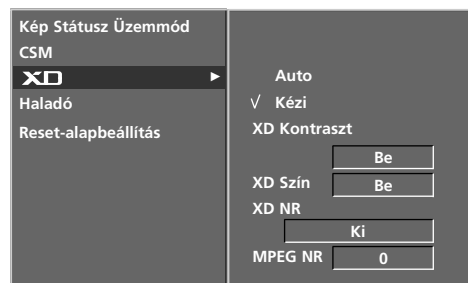 Kép Státusz Üzemmód
CSM
XD ►
Haladó
Reset-alapbeállítás
Auto
√ Kézi
XD Kontraszt
Be
XD Szín Be
XD NR
Ki
MPEG NR 0